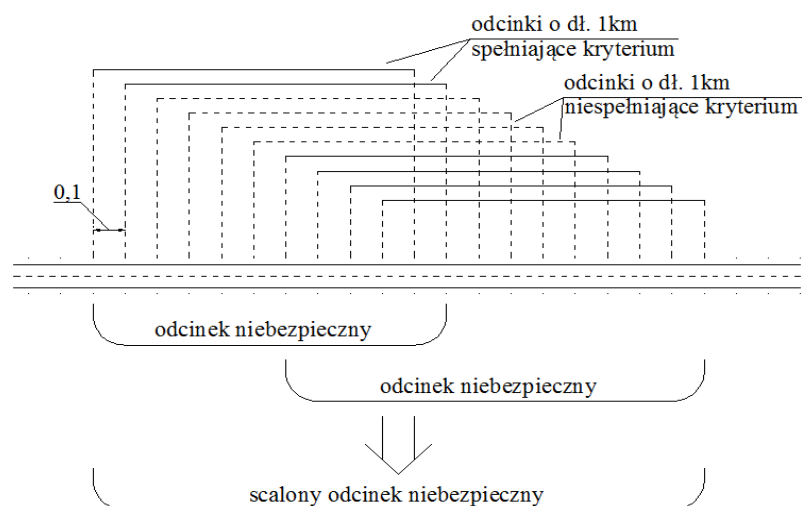 odcinki o dł. 1km
spełniające kryterium
odcinki o dł. 1km
niespełniające kryterium
0,1
odcinek niebezpieczny
odcinek niebezpieczny
scalony odcinek niebezpieczny